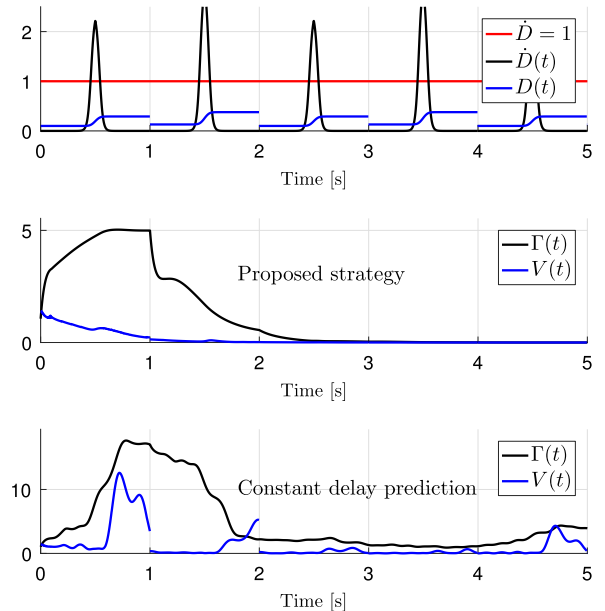 2
1
0
0 1 2 3 4 5
Time [s]
Ḋ = 1
Ḋ(t)
D(t)
5
0
0 1 2 3 4 5
Time [s]
Proposed strategy
Γ(t)
V(t)
10
0
0 1 2 3 4 5
Time [s]
Constant delay prediction
Γ(t)
V(t)